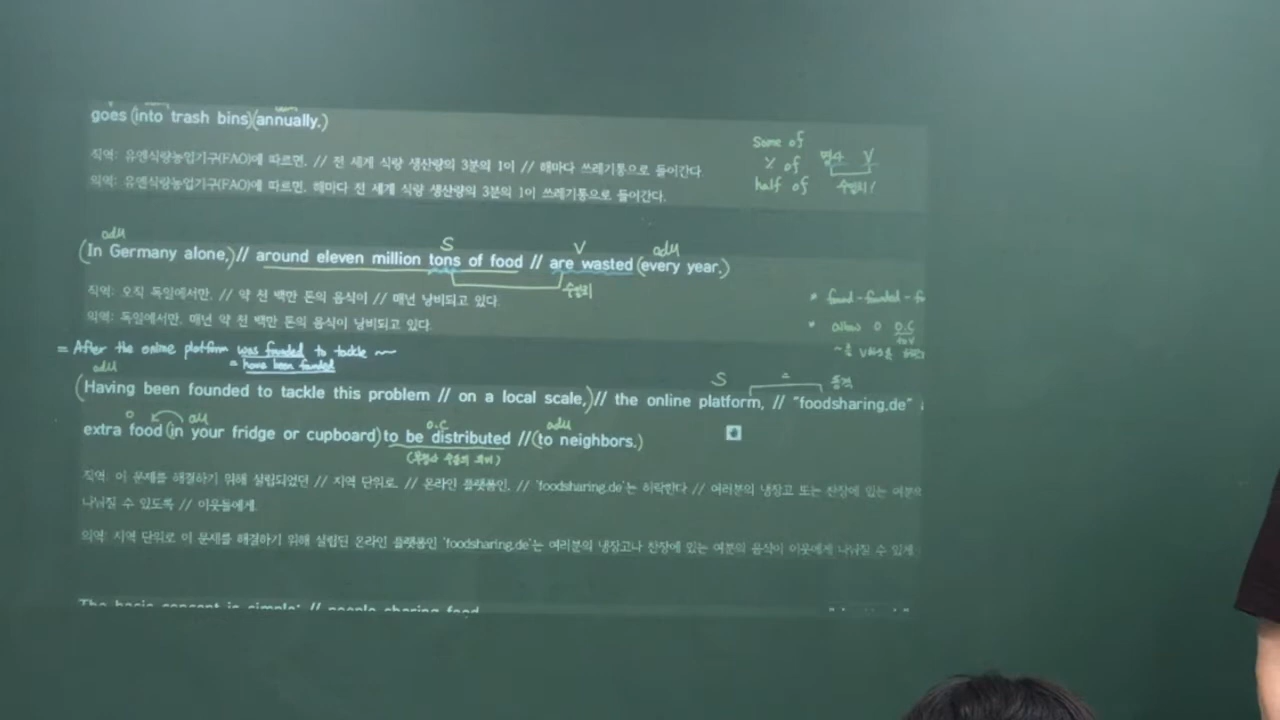 goes (into trash bins)(annually.)
직역: 유엔식량농업기구(FAO)에 따르면, // 전 세계 식량 생산량의 3분의 1이 // 해마다 쓰레기통으로 들어간다.
의역: 유엔식량농업기구(FAO)에 따르면, 해마다 전 세계 식량 생산량의 3분의 1이 쓰레기통으로 들어간다.
Some of
% of 명사 V
half of 수일치!
adv S V adv
(In Germany alone,)// around eleven million tons of food // are wasted (every year.)
수일치
직역: 오직 독일에서만, // 약 천 백만 톤의 음식이 // 매년 낭비되고 있다.
의역: 독일에서만, 매년 약 천 백만 톤의 음식이 낭비되고 있다.
* found - founded - fo
* allow O O.C
to V
= After the online platform was founded to tackle ~
= have been founded
adv S = 동격
(Having been founded to tackle this problem // on a local scale,)// the online platform, // "foodsharing.de"
O adj O.C adv
extra food (in your fridge or cupboard) to be distributed //(to neighbors.)
직역: 이 문제를 해결하기 위해 설립되었던 // 지역 단위로, // 온라인 플랫폼인, // 'foodsharing.de'는 허락한다 // 여러분의 냉장고 또는 찬장에 있는 여분의
나눠질 수 있도록 // 이웃들에게.
의역: 지역 단위로 이 문제를 해결하기 위해 설립된 온라인 플랫폼인 'foodsharing.de'는 여러분의 냉장고나 찬장에 있는 여분의 음식이 이웃에게 나눠질 수 있게
The basic concept is simple: // people sharing food